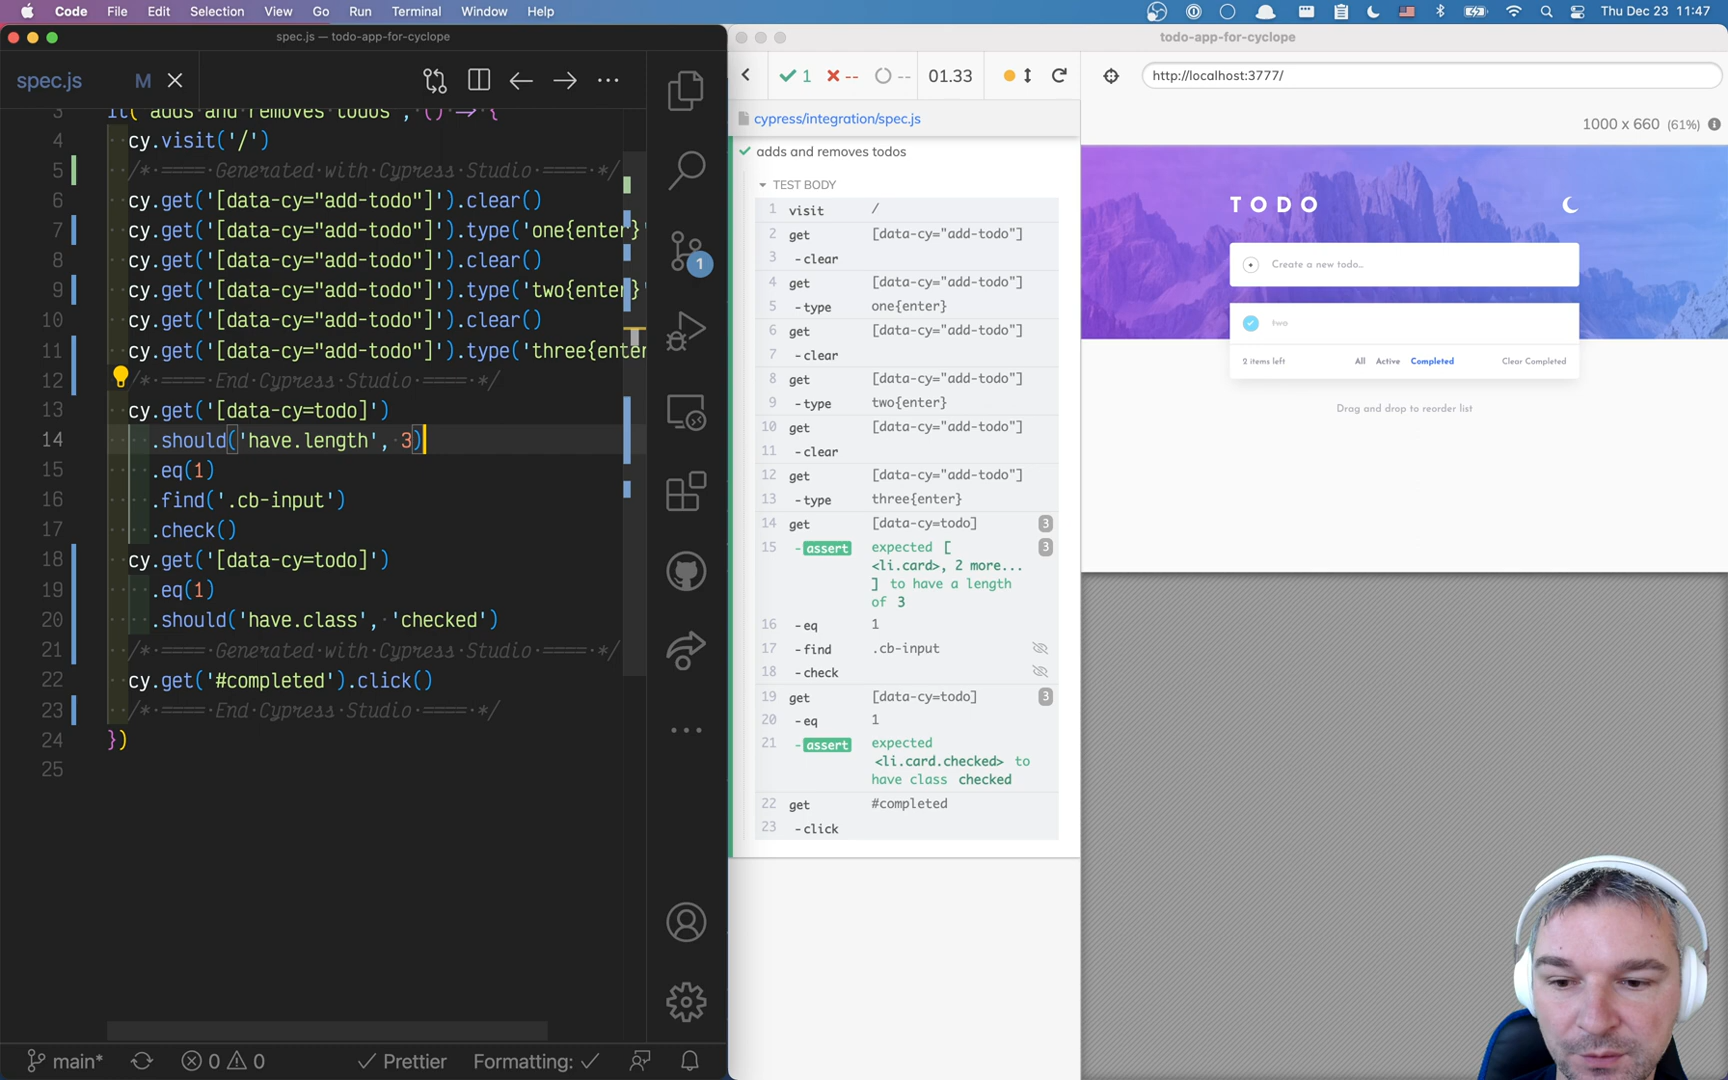 Code File Edit Selection View Go Run Terminal Window Help
Thu Dec 23 11:47
spec.js — todo-app-for-cyclope
spec.js M
3 it('adds and removes todos', () => {
4 cy.visit('/')
5 /* ==== Generated with Cypress Studio ==== */
6 cy.get('[data-cy="add-todo"]').clear()
7 cy.get('[data-cy="add-todo"]').type('one{enter}'
8 cy.get('[data-cy="add-todo"]').clear()
9 cy.get('[data-cy="add-todo"]').type('two{enter}'
10 cy.get('[data-cy="add-todo"]').clear()
11 cy.get('[data-cy="add-todo"]').type('three{enter
12 /* ==== End Cypress Studio ==== */
13 cy.get('[data-cy=todo]')
14 .should('have.length', 3)
15 .eq(1)
16 .find('.cb-input')
17 .check()
18 cy.get('[data-cy=todo]')
19 .eq(1)
20 .should('have.class', 'checked')
21 /* ==== Generated with Cypress Studio ==== */
22 cy.get('#completed').click()
23 /* ==== End Cypress Studio ==== */
24 })
25
1
main* 0 0 Prettier Formatting:
todo-app-for-cyclope
1 -- -- 01.33
cypress/integration/spec.js
adds and removes todos
TEST BODY
1 visit /
2 get [data-cy="add-todo"]
3 -clear
4 get [data-cy="add-todo"]
5 -type one{enter}
6 get [data-cy="add-todo"]
7 -clear
8 get [data-cy="add-todo"]
9 -type two{enter}
10 get [data-cy="add-todo"]
11 -clear
12 get [data-cy="add-todo"]
13 -type three{enter}
14 get [data-cy=todo] 3
15 -assert expected [ 3
<li.card>, 2 more...
] to have a length
of 3
16 -eq 1
17 -find .cb-input
18 -check
19 get [data-cy=todo] 3
20 -eq 1
21 -assert expected
<li.card.checked> to
have class checked
22 get #completed
23 -click
http://localhost:3777/
1000 x 660 (61%)
TODO
Create a new todo...
two
2 items left All Active Completed Clear Completed
Drag and drop to reorder list